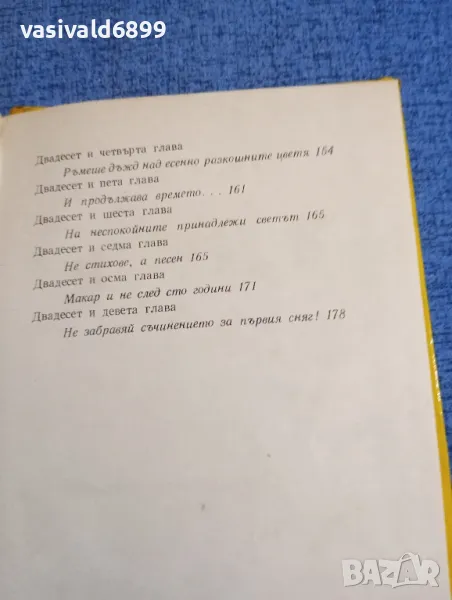 vasivald6899
Двадесет и четвърта глава
Ръмеше дъжд над есенно разкошните цветя 154
Двадесет и пета глава
И продължава времето... 161
Двадесет и шеста глава
На неспокойните принадлежи светът 165
Двадесет и седма глава
Не стихове, а песен 165
Двадесет и осма глава
Макар и не след сто години 171
Двадесет и девета глава
Не забравяй съчинението за първия сняг! 178
BAZAR